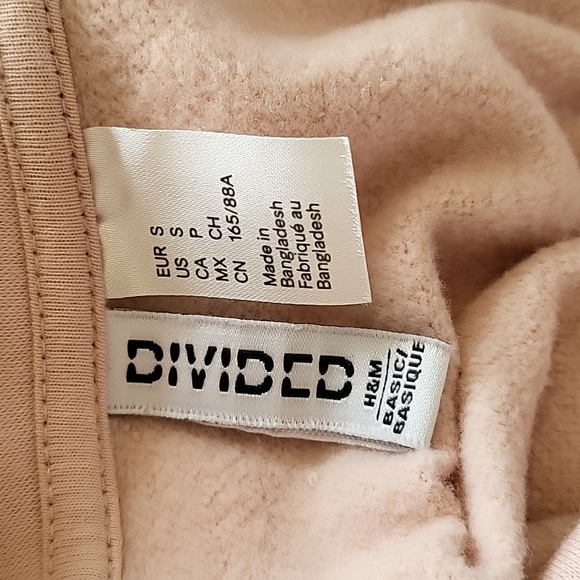 EUR S
US S
CA P
MX CH
CN 165/88A
Made in
Bangladesh
Fabriqué au
Bangladesh
DIVIDED
H&M
BASIC/
BASIQUE